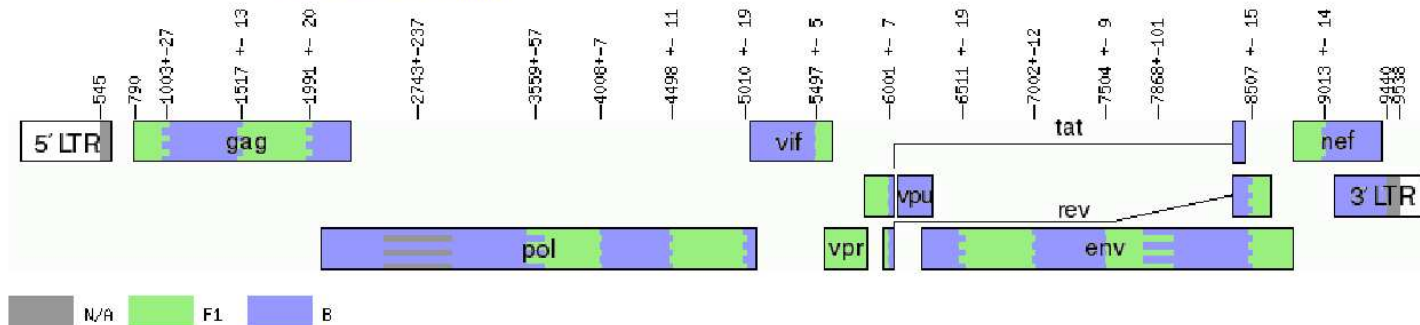 545
790
1003+-27
1517 +- 13
1991 +- 20
2743+-237
3559+-57
4008+-7
4498 +- 11
5010 +- 19
5497 +- 5
6001 +- 7
6511 +- 19
7002+-12
7504 +- 9
7868+-101
8507 +- 15
9013 +- 14
9440
9538
5' LTR
gag
vif
tat
nef
vpu
rev
3' LTR
pol
vpr
env
N/A
F1
B